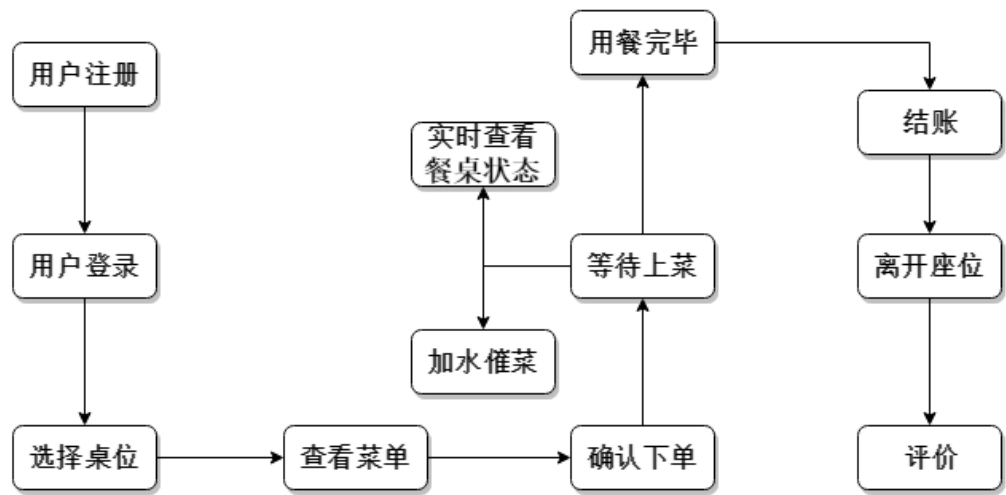 用户注册
用户登录
选择桌位
查看菜单
确认下单
等待上菜
实时查看
餐桌状态
加水催菜
用餐完毕
结账
离开座位
评价